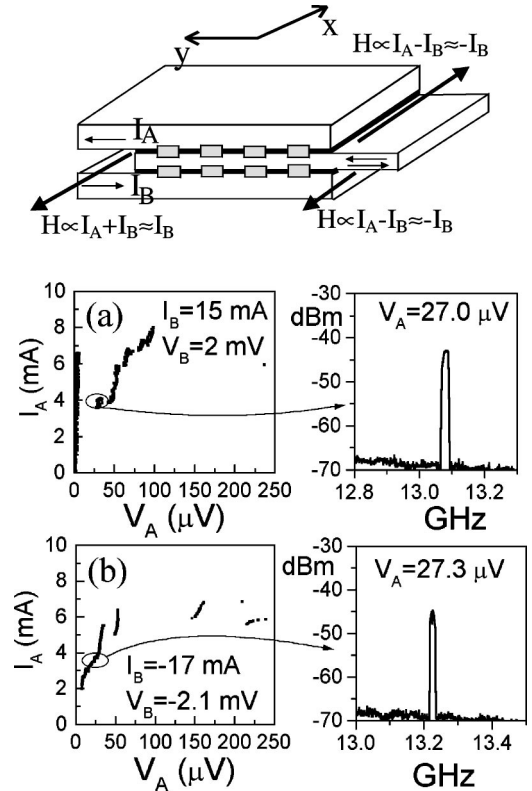 x
y
H∝I_A-I_B≈-I_B
I_A
I_B
H∝I_A+I_B≈I_B
H∝I_A-I_B≈-I_B
(a)
I_B=15 mA
V_B=2 mV
I_A (mA)
10
8
6
4
2
0
0 50 100 150 200 250
V_A (μV)
dBm
V_A=27.0 μV
-30
-40
-50
-60
-70
12.8 13.0 13.2
GHz
(b)
I_B=-17 mA
V_B=-2.1 mV
I_A (mA)
10
8
6
4
2
0
0 50 100 150 200 250
V_A (μV)
dBm
V_A=27.3 μV
-30
-40
-50
-60
-70
13.0 13.2 13.4
GHz